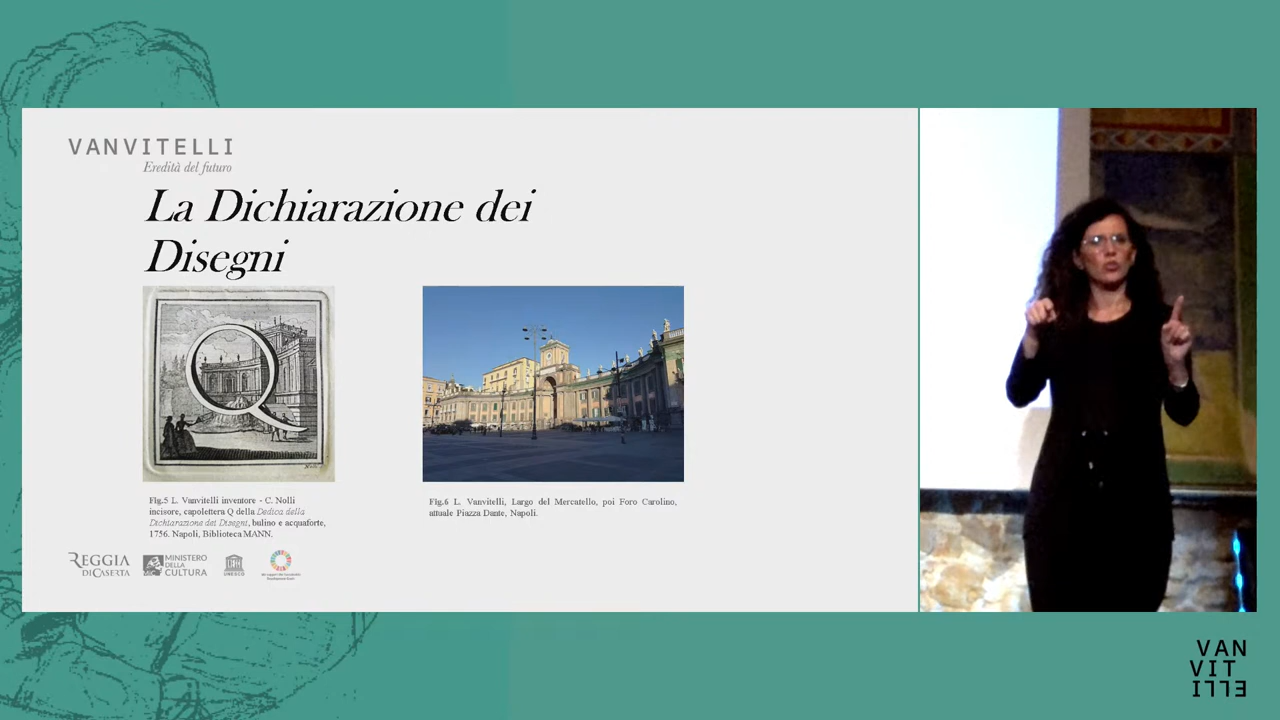 VANVITELLI
Eredità del futuro
La Dichiarazione dei
Disegni
Q
Fig.5 L. Vanvitelli inventore - C. Nolli
incisore, capolettera Q della Dedica della
Dichiarazione dei Disegni, bulino e acquaforte,
1756. Napoli, Biblioteca MANN.
Fig.6 L. Vanvitelli, Largo del Mercatello, poi Foro Carolino,
attuale Piazza Dante, Napoli.
REGGIA
DI CASERTA
MiC
MINISTERO
DELLA
CULTURA
UNESCO
VAN
VIT
ELLI